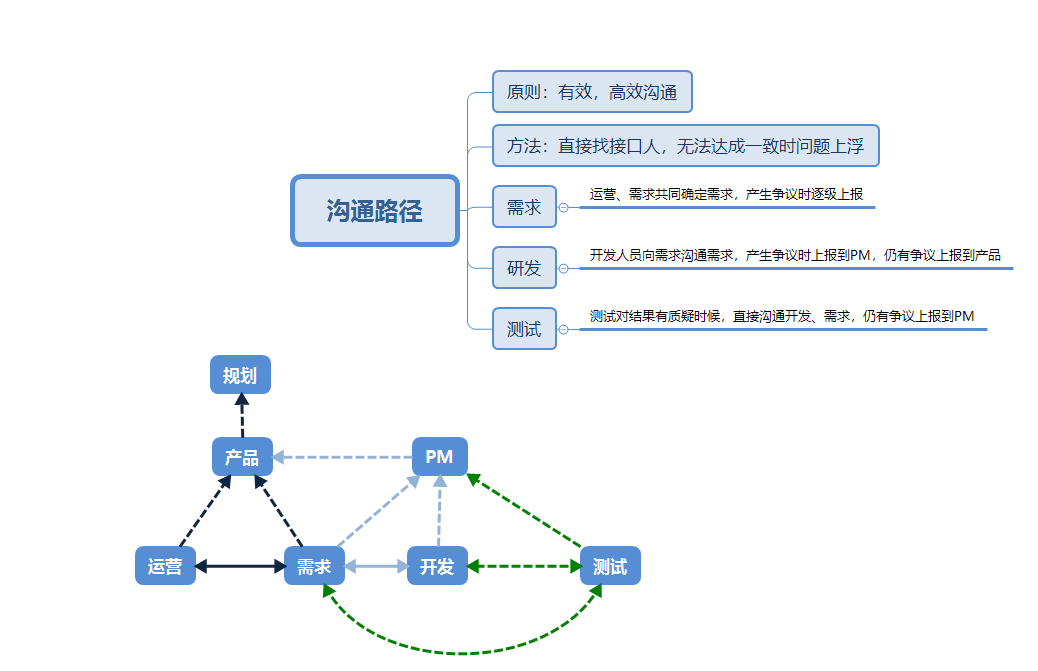 原则：有效，高效沟通
方法：直接找接口人，无法达成一致时问题上浮
沟通路径
需求
运营、需求共同确定需求，产生争议时逐级上报
研发
开发人员向需求沟通需求，产生争议时上报到PM，仍有争议上报到产品
测试
测试对结果有质疑时候，直接沟通开发、需求，仍有争议上报到PM
规划
产品
PM
运营
需求
开发
测试